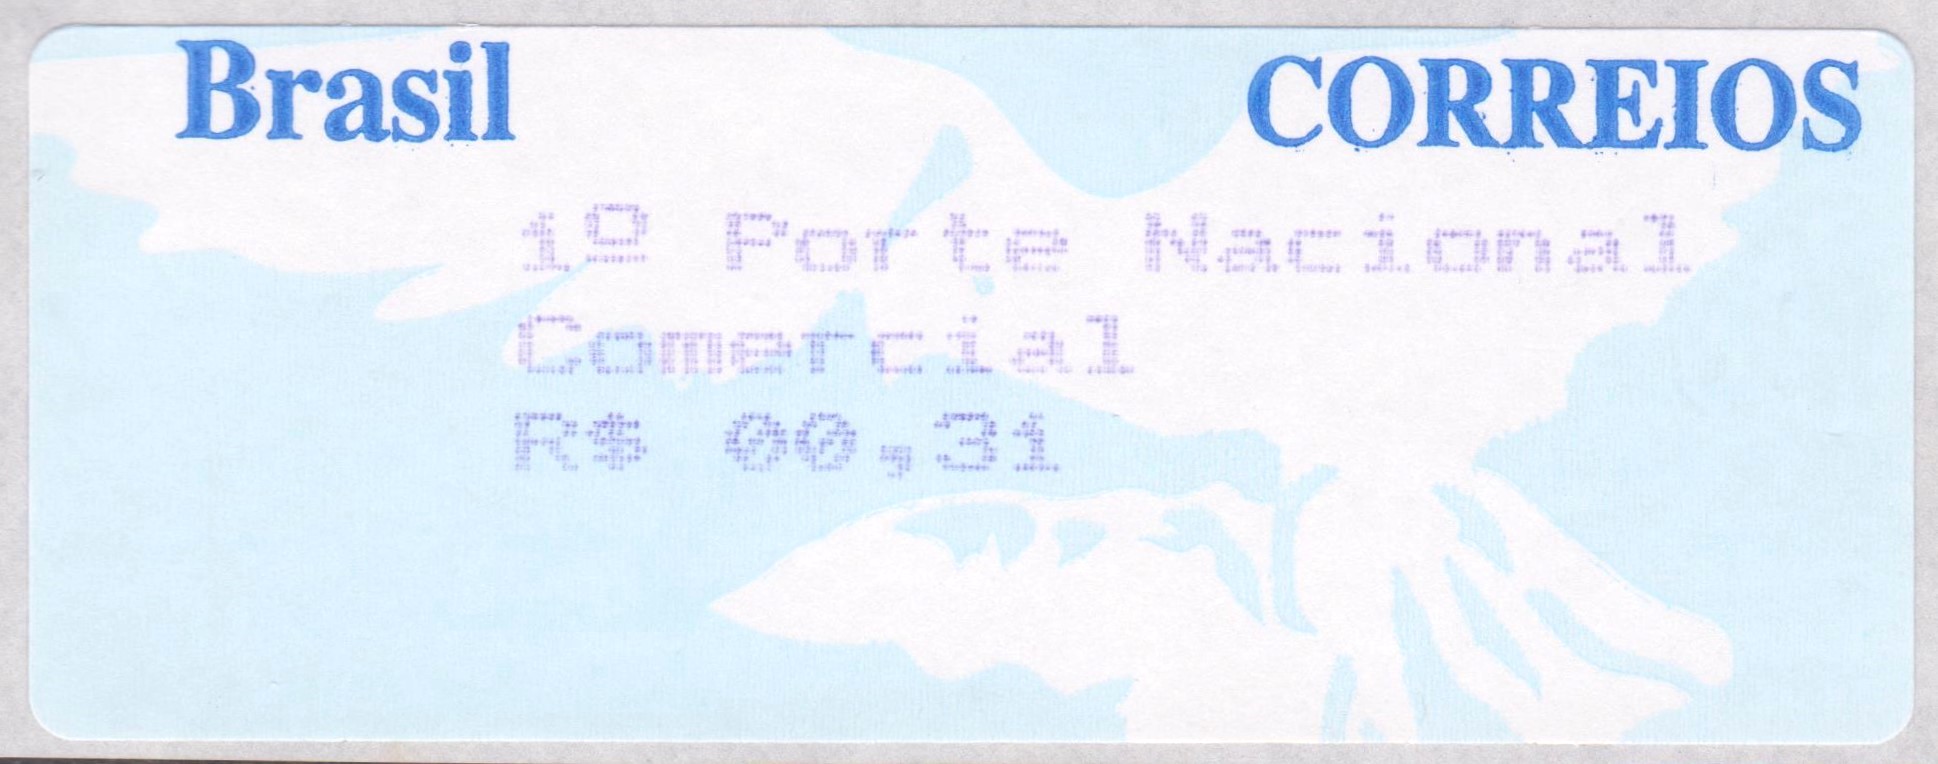 Brasil CORREIOS
1º Porte Nacional
Comercial
R$ 00,31